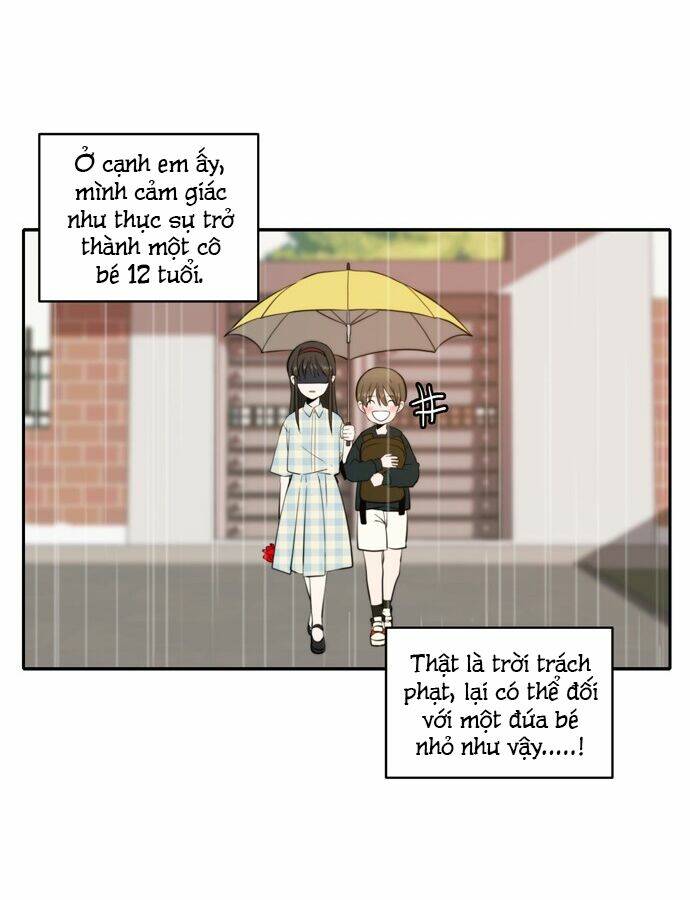 Ở cạnh em ấy,
mình cảm giác
như thực sự trở
thành một cô
bé 12 tuổi.
Thật là trời trách
phạt, lại có thể đối
với một đứa bé
nhỏ như vậy.....!